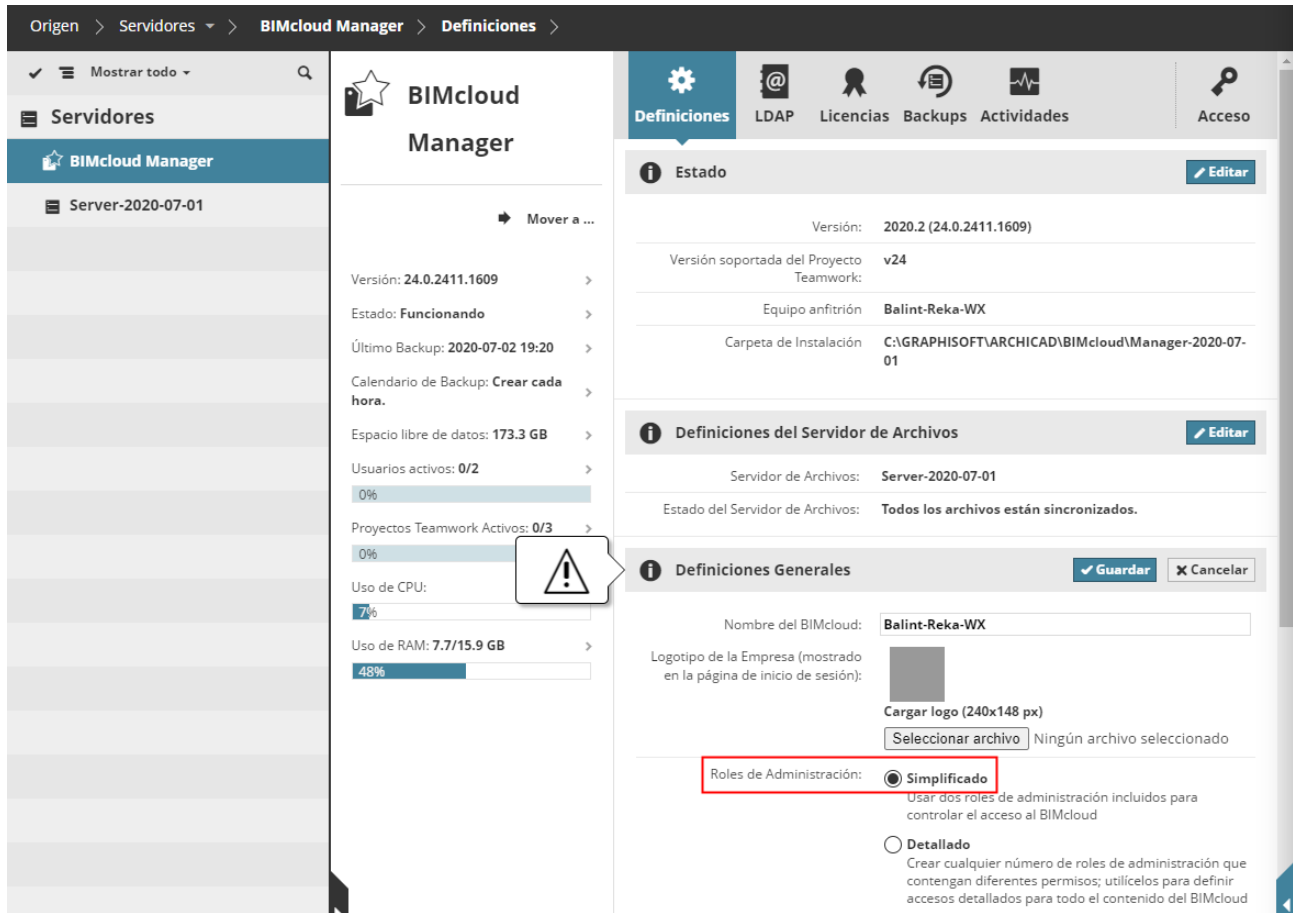 Origen > Servidores > BIMcloud Manager > Definiciones >
Mostrar todo
Servidores
BIMcloud Manager
Server-2020-07-01
BIMcloud
Manager
Mover a ...
Versión: 24.0.2411.1609
Estado: Funcionando
Último Backup: 2020-07-02 19:20
Calendario de Backup: Crear cada
hora.
Espacio libre de datos: 173.3 GB
Usuarios activos: 0/2
0%
Proyectos Teamwork Activos: 0/3
0%
Uso de CPU:
7%
Uso de RAM: 7.7/15.9 GB
48%
Definiciones LDAP Licencias Backups Actividades Acceso
Estado Editar
Versión: 2020.2 (24.0.2411.1609)
Versión soportada del Proyecto v24
Teamwork:
Equipo anfitrión Balint-Reka-WX
Carpeta de Instalación C:\GRAPHISOFT\ARCHICAD\BIMcloud\Manager-2020-07-
01
Definiciones del Servidor de Archivos Editar
Servidor de Archivos: Server-2020-07-01
Estado del Servidor de Archivos: Todos los archivos están sincronizados.
Definiciones Generales Guardar Cancelar
Nombre del BIMcloud: Balint-Reka-WX
Logotipo de la Empresa (mostrado
en la página de inicio de sesión):
Cargar logo (240x148 px)
Seleccionar archivo Ningún archivo seleccionado
Roles de Administración: Simplificado
Usar dos roles de administración incluidos para
controlar el acceso al BIMcloud
Detallado
Crear cualquier número de roles de administración que
contengan diferentes permisos; utilícelos para definir
accesos detallados para todo el contenido del BIMcloud